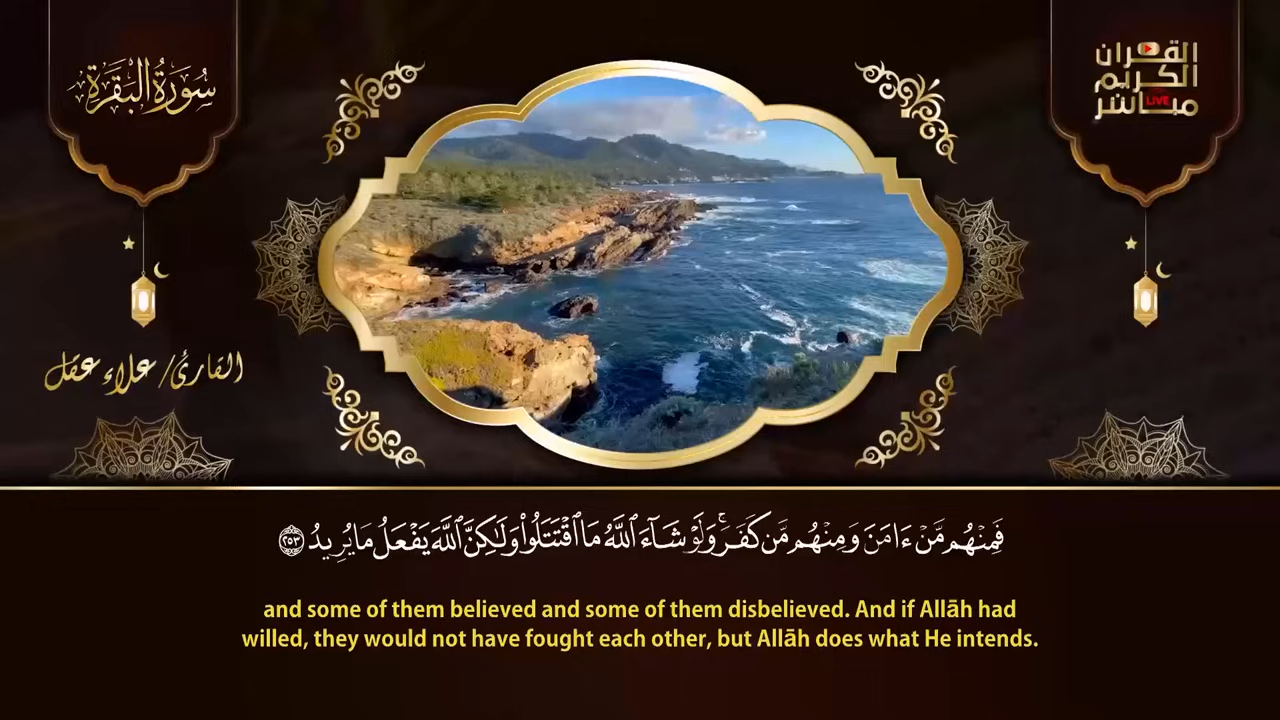 سُورَةُ البَقَرَةِ
القرآن
الكريم
مباشر
LIVE
القارئ/ علاء عقل
فَمِنْهُم مَّنْ ءَامَنَ وَمِنْهُم مَّن كَفَرَ ۚ وَلَوْ شَآءَ ٱللَّهُ مَا ٱقْتَتَلُوا۟ وَلَـٰكِنَّ ٱللَّهَ يَفْعَلُ مَا يُرِيدُ ٢٥٣
and some of them believed and some of them disbelieved. And if Allāh had
willed, they would not have fought each other, but Allāh does what He intends.